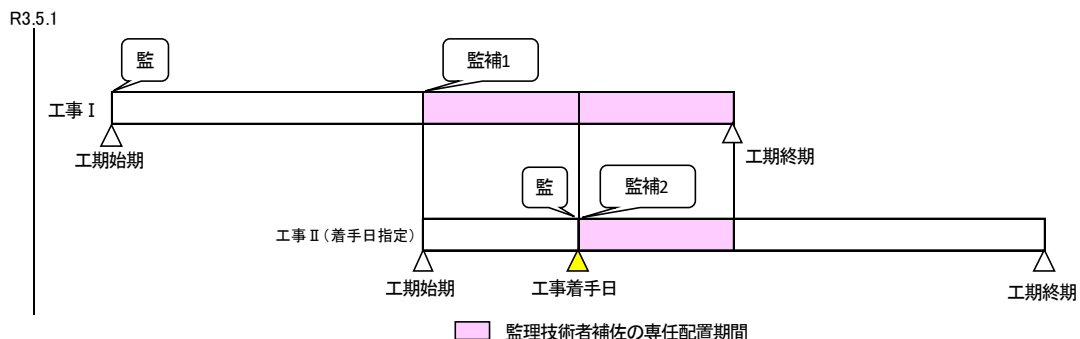 R3.5.1
監
監補1
工事Ⅰ
工期始期
工期終期
監
監補2
工事Ⅱ(着手日指定)
工期始期
工事着手日
工期終期
監理技術者補佐の専任配置期間